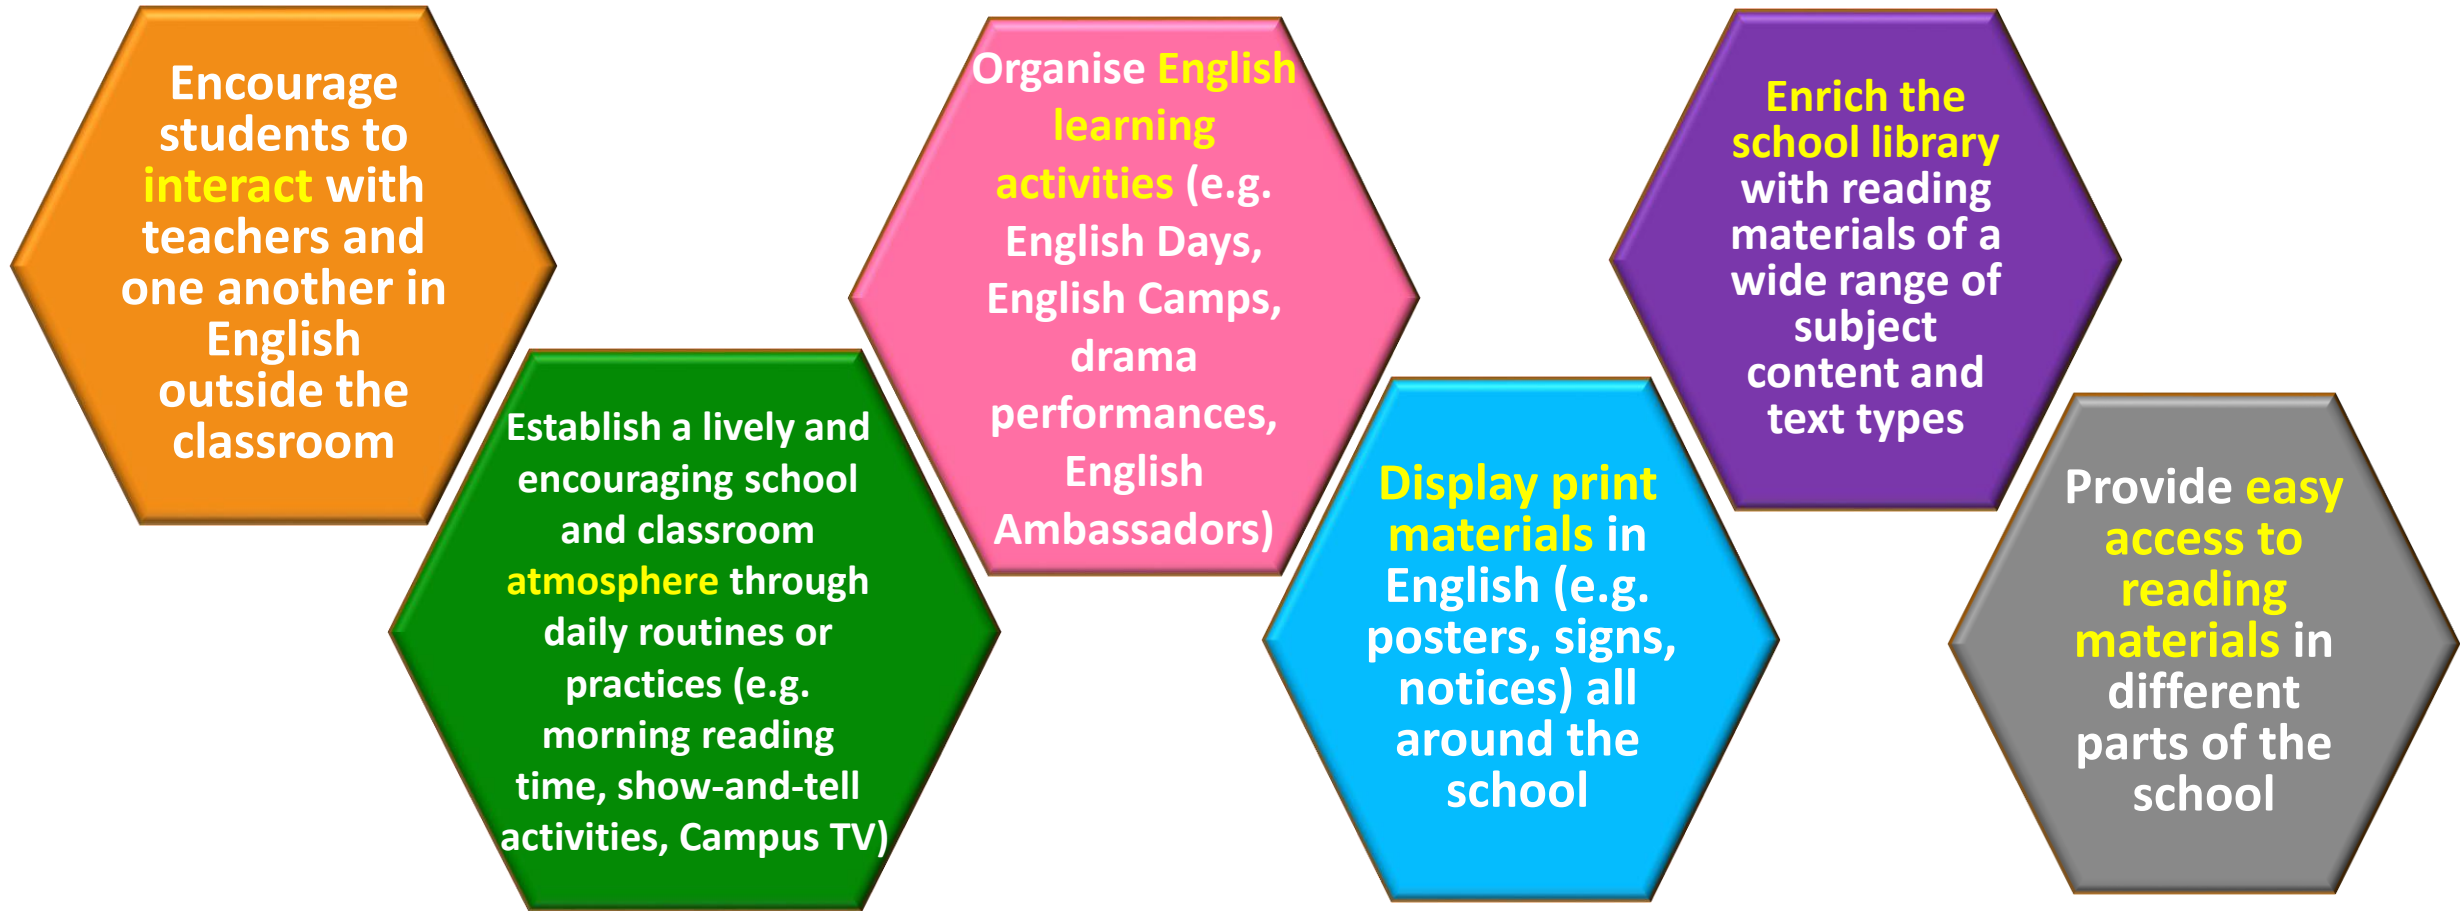 Encourage
students to
interact with
teachers and
one another in
English
outside the
classroom
Establish a lively and
encouraging school
and classroom
atmosphere through
daily routines or
practices (e.g.
morning reading
time, show-and-tell
activities, Campus TV)
Organise English
learning
activities (e.g.
English Days,
English Camps,
drama
performances,
English
Ambassadors)
Display print
materials in
English (e.g.
posters, signs,
notices) all
around the
school
Enrich the
school library
with reading
materials of a
wide range of
subject
content and
text types
Provide easy
access to
reading
materials in
different
parts of the
school